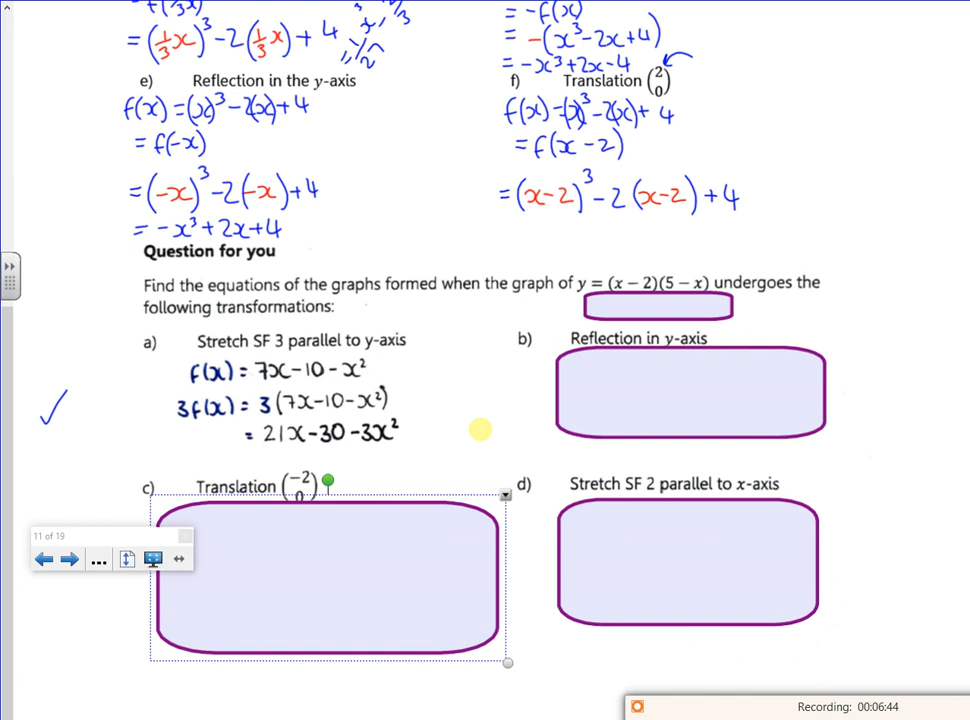 = (1/3x)³ - 2(1/3x) + 4
= -f(x)
= -(x³ - 2x + 4)
= -x³ + 2x - 4
e) Reflection in the y-axis
f(x) = (x)³ - 2(x) + 4
= f(-x)
= (-x)³ - 2(-x) + 4
= -x³ + 2x + 4
f) Translation (2 0)
f(x) = (x)³ - 2(x) + 4
= f(x - 2)
= (x-2)³ - 2(x-2) + 4
Question for you
Find the equations of the graphs formed when the graph of y = (x − 2)(5 − x) undergoes the
following transformations:
a) Stretch SF 3 parallel to y-axis
f(x) = 7x - 10 - x²
3f(x) = 3(7x - 10 - x²)
= 21x - 30 - 3x²
b) Reflection in y-axis
c) Translation (−2 0)
d) Stretch SF 2 parallel to x-axis
11 of 19
Recording: 00:06:44